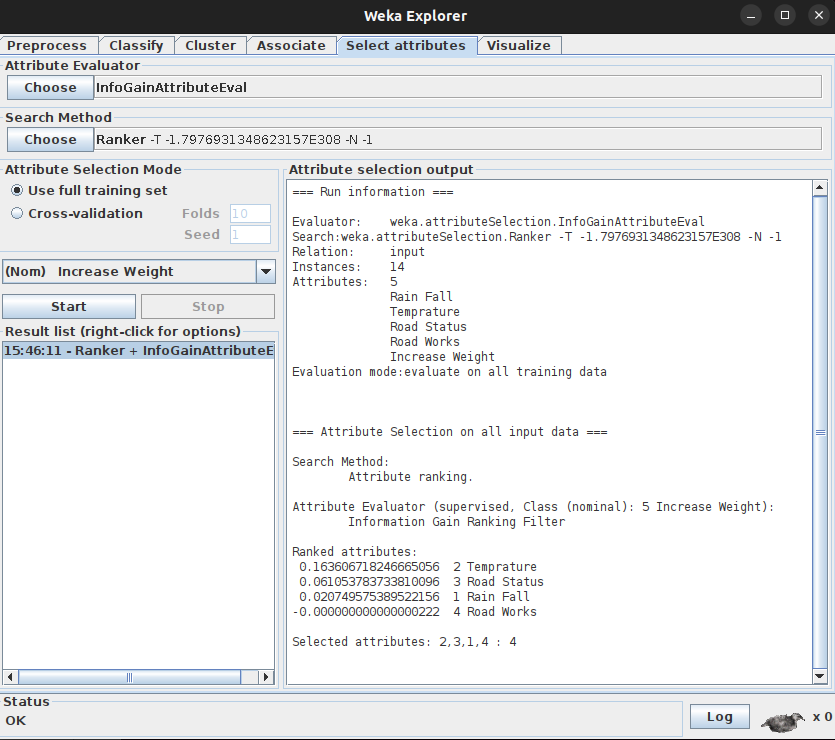 Weka Explorer
Preprocess Classify Cluster Associate Select attributes Visualize
Attribute Evaluator
Choose InfoGainAttributeEval
Search Method
Choose Ranker -T -1.7976931348623157E308 -N -1
Attribute Selection Mode
Use full training set
Cross-validation Folds 10
Seed 1
(Nom) Increase Weight
Start Stop
Result list (right-click for options)
15:46:11 - Ranker + InfoGainAttributeE
Attribute selection output
=== Run information ===
Evaluator: weka.attributeSelection.InfoGainAttributeEval
Search:weka.attributeSelection.Ranker -T -1.7976931348623157E308 -N -1
Relation: input
Instances: 14
Attributes: 5
Rain Fall
Temprature
Road Status
Road Works
Increase Weight
Evaluation mode:evaluate on all training data
=== Attribute Selection on all input data ===
Search Method:
Attribute ranking.
Attribute Evaluator (supervised, Class (nominal): 5 Increase Weight):
Information Gain Ranking Filter
Ranked attributes:
0.163606718246665056 2 Temprature
0.061053783733810096 3 Road Status
0.020749575389522156 1 Rain Fall
-0.000000000000000222 4 Road Works
Selected attributes: 2,3,1,4 : 4
Status
OK
Log x 0